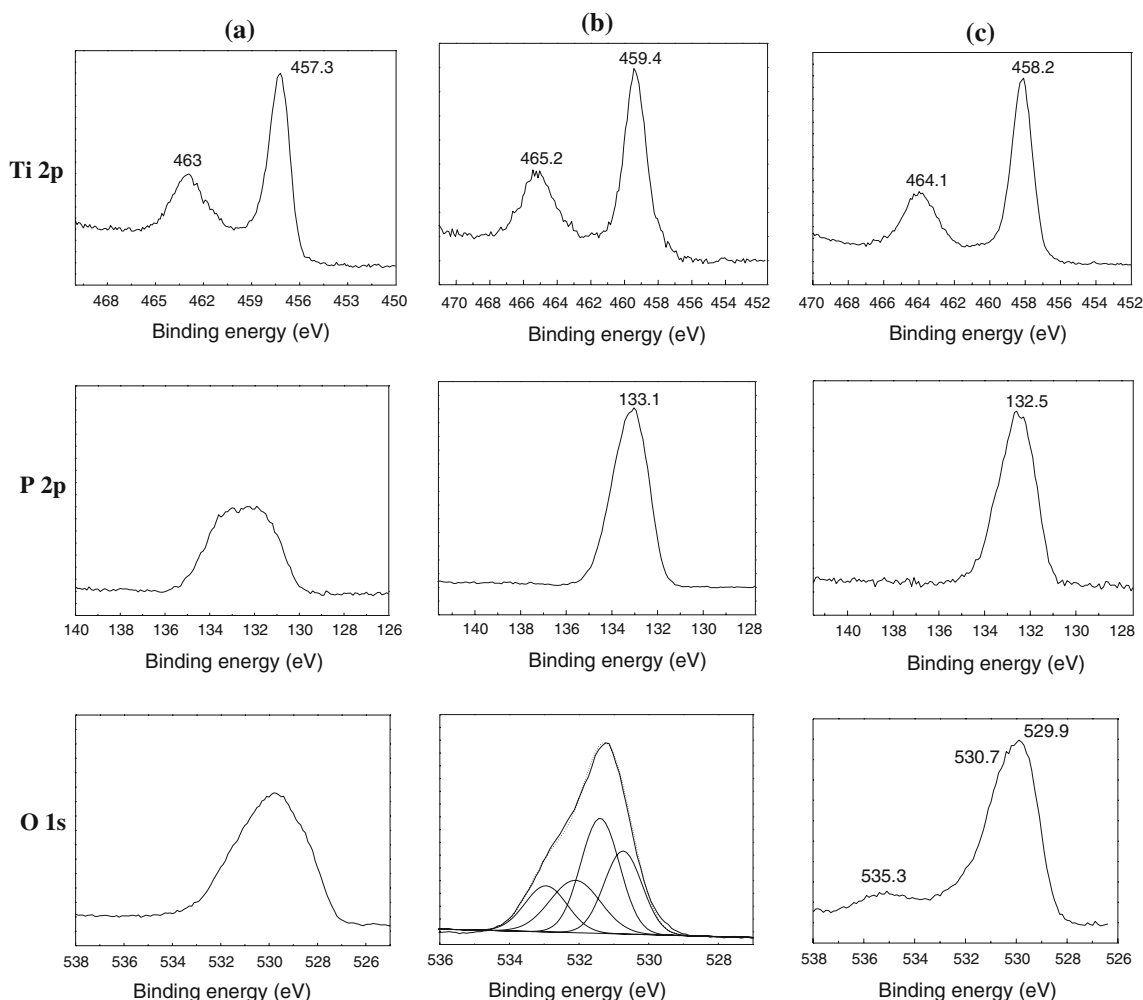 (a) (b) (c)
Ti 2p
457.3
463
468 465 462 459 457 453 450
Binding energy (eV)
459.4
465.2
470 468 466 464 462 460 459 458 456 454 452
Binding energy (eV)
458.2
464.1
470 468 466 464 462 460 458 456 454 452
Binding energy (eV)
P 2p
140 138 136 134 132 130 128 126
Binding energy (eV)
133.1
140 138 136 134 132 130 128
Binding energy (eV)
132.5
140 138 136 134 132 130 128
Binding energy (eV)
O 1s
538 536 534 532 530 528 526
Binding energy (eV)
536 534 532 531 530 528
Binding energy (eV)
529.9
530.7
535.3
538 536 534 532 530 528 526
Binding energy (eV)